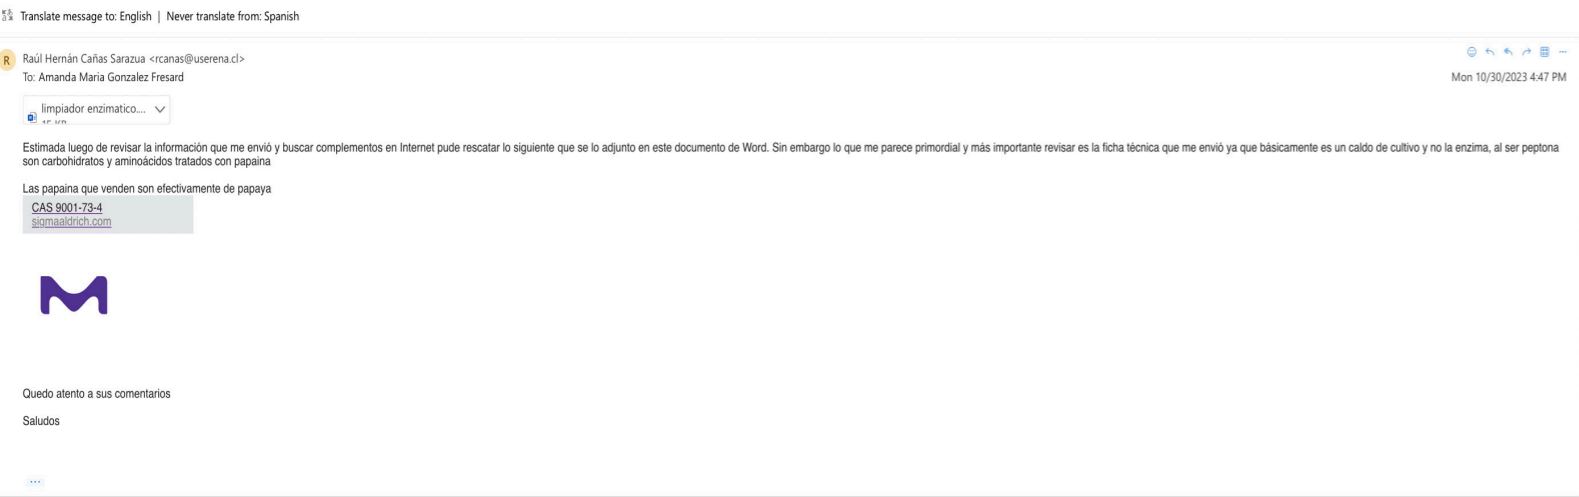 Translate message to: English | Never translate from: Spanish
R
Raúl Hernán Cañas Sarazua <rcanas@userena.cl>
To: Amanda Maria Gonzalez Fresard
Mon 10/30/2023 4:47 PM
limpiador enzimatico....
15 KB
Estimada luego de revisar la información que me envió y buscar complementos en Internet pude rescatar lo siguiente que se lo adjunto en este documento de Word. Sin embargo lo que me parece primordial y más importante revisar es la ficha técnica que me envió ya que básicamente es un caldo de cultivo y no la enzima, al ser peptona
son carbohidratos y aminoácidos tratados con papaina
Las papaina que venden son efectivamente de papaya
CAS 9001-73-4
sigmaaldrich.com
M
Quedo atento a sus comentarios
Saludos
...